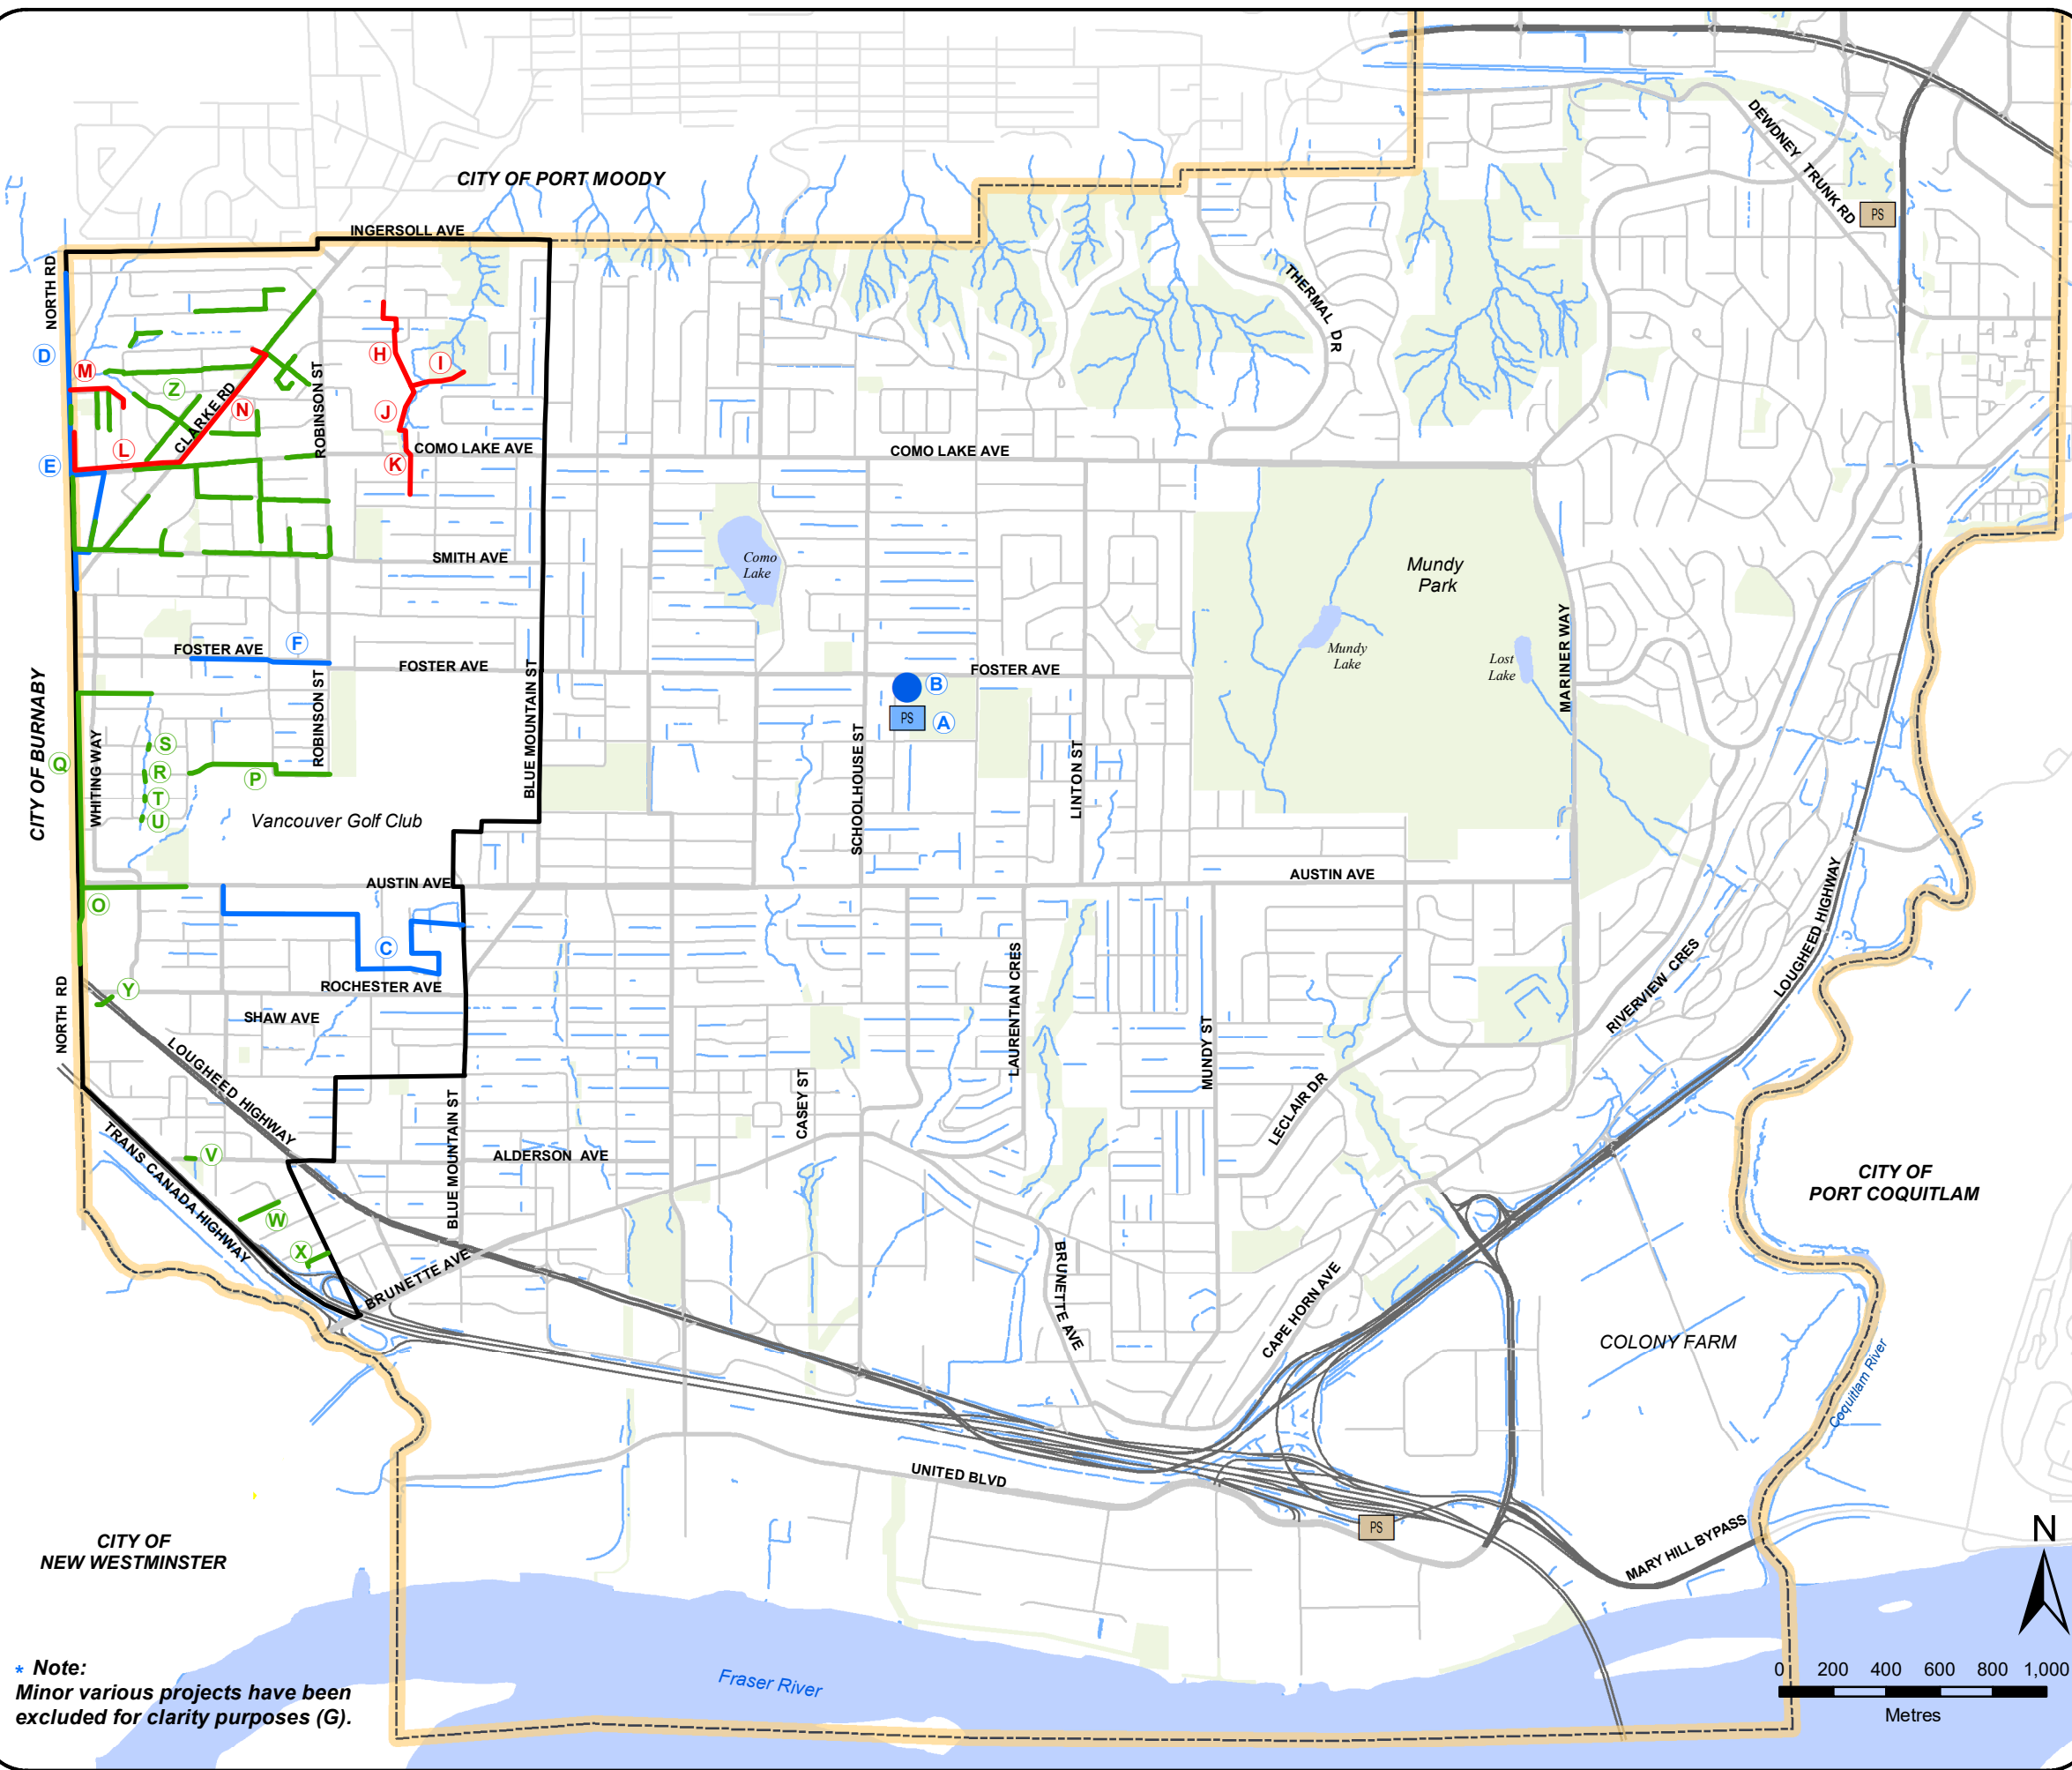 CITY OF PORT MOODY
INGERSOLL AVE
DEWDNEY TRUNK RD
PS
NORTH RD
THERMAL DR
D
H
I
M
ROBINSON ST
Z
CLARKE RD
N
J
L
COMO LAKE AVE
COMO LAKE AVE
E
K
SMITH AVE
Como
Lake
Mundy
Park
MARINER WAY
F
FOSTER AVE
FOSTER AVE
FOSTER AVE
Mundy
Lake
Lost
Lake
BLUE MOUNTAIN ST
ROBINSON ST
B
PS
A
CITY OF BURNABY
WHITING WAY
Q
S
R
P
T
U
Vancouver Golf Club
SCHOOLHOUSE ST
LINTON ST
AUSTIN AVE
AUSTIN AVE
O
C
LAURENTIAN CRES
RIVERVIEW CRES
LOUGHEED HIGHWAY
NORTH RD
Y
ROCHESTER AVE
SHAW AVE
LOUGHEED HIGHWAY
CASEY ST
MUNDY ST
LECLAIR DR
TRANS CANADA HIGHWAY
BLUE MOUNTAIN ST
V
ALDERSON AVE
CITY OF
PORT COQUITLAM
W
X
BRUNETTE AVE
BRUNETTE AVE
CAPE HORN AVE
COLONY FARM
Coquitlam River
UNITED BLVD
PS
MARY HILL BYPASS
CITY OF
NEW WESTMINSTER
N
* Note:
Minor various projects have been
excluded for clarity purposes (G).
Fraser River
0 200 400 600 800 1,000
Metres